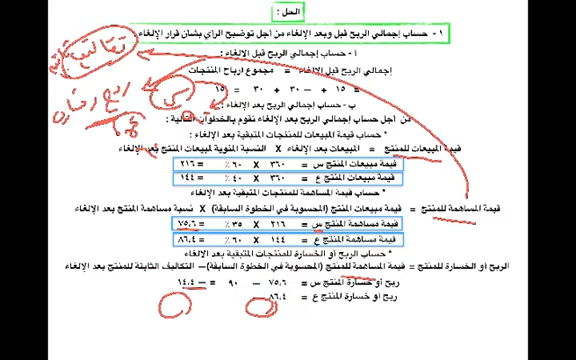 الحل :
١ - حساب إجمالي الربح قبل وبعد الإلغاء من أجل توضيح الرأي بشأن قرار الإلغاء
أ - حساب إجمالي الربح قبل الإلغاء :
إجمالي الربح قبل الإلغاء = مجموع ارباح المنتجات
= ١٥ + – ٣٠ + ٣٠ = ١٥
ب - حساب إجمالي الربح بعد الإلغاء :
من أجل حساب إجمالي الربح بعد الإلغاء نقوم بالخطوات التالية :
* حساب قيمة المبيعات للمنتجات المتبقية بعد الإلغاء :
قيمة المبيعات للمنتج = المبيعات بعد الإلغاء X النسبة المئوية لمبيعات المنتج بعد الإلغاء
قيمة مبيعات المنتج س = ٣٦٠ X ٦٠ ٪ = ٢١٦
قيمة مبيعات المنتج ع = ٣٦٠ X ٤٠ ٪ = ١٤٤
* حساب قيمة المساهمة للمنتجات المتبقية بعد الإلغاء
قيمة المساهمة للمنتج = قيمة مبيعات المنتج (المحسوبة في الخطوة السابقة) X نسبة مساهمة المنتج بعد الإلغاء
قيمة مساهمة المنتج س = ٢١٦ X ٣٥ ٪ = ٧٥,٦
قيمة مساهمة المنتج ع = ١٤٤ X ٦٠ ٪ = ٨٦,٤
* حساب الربح أو الخسارة للمنتجات المتبقية بعد الإلغاء
الربح أو الخسارة للمنتج = قيمة المساهمة للمنتج (المحسوبة في الخطوة السابقة) – التكاليف الثابتة للمنتج بعد الإلغاء
ربح أو خسارة المنتج س = ٧٥,٦ – ٩٠ = – ١٤,٤
ربح أو خسارة المنتج ع = ٨٦,٤